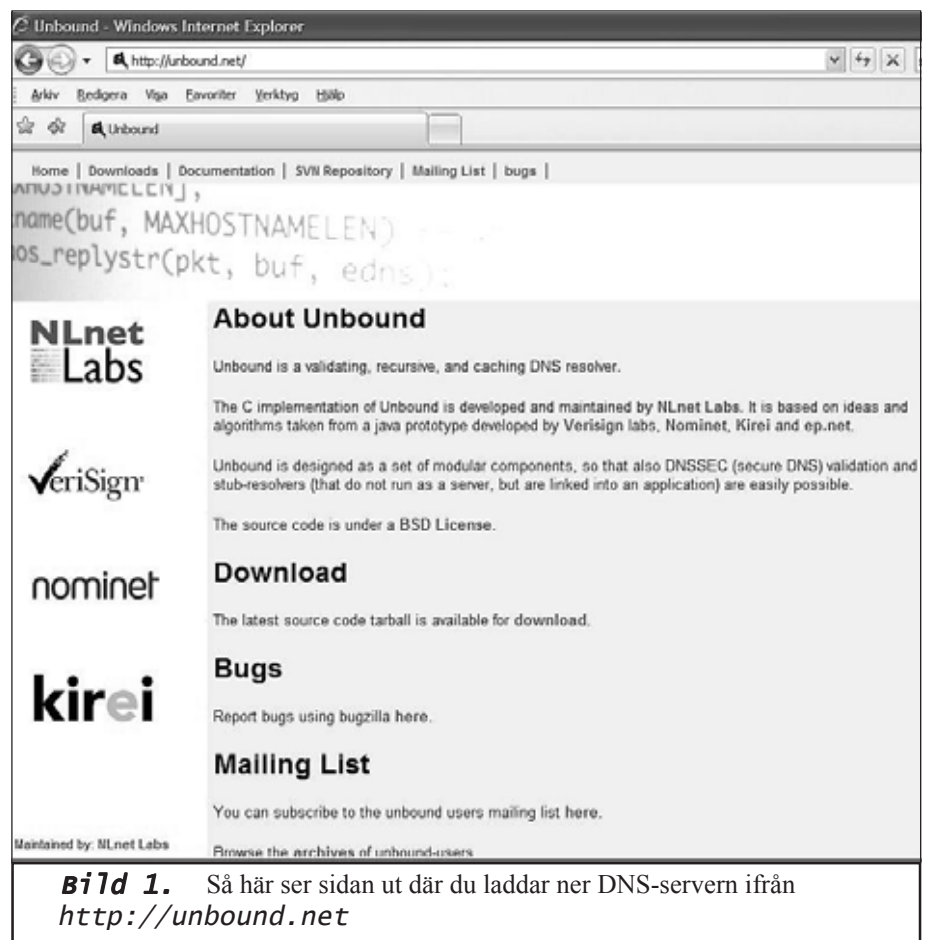 Unbound - Windows Internet Explorer
http://unbound.net/
Arkiv Redigera Visa Favoriter Verktyg Hjälp
Unbound
Home | Downloads | Documentation | SVN Repository | Mailing List | bugs |
XHOSTNAMELEN],
name(buf, MAXHOSTNAMELEN)
os_replystr(pkt, buf, edns);
NLnet
Labs
VeriSign
nominet
kirei
Maintained by: NLnet Labs
About Unbound
Unbound is a validating, recursive, and caching DNS resolver.
The C implementation of Unbound is developed and maintained by NLnet Labs. It is based on ideas and
algorithms taken from a java prototype developed by Verisign labs, Nominet, Kirei and ep.net.
Unbound is designed as a set of modular components, so that also DNSSEC (secure DNS) validation and
stub-resolvers (that do not run as a server, but are linked into an application) are easily possible.
The source code is under a BSD License.
Download
The latest source code tarball is available for download.
Bugs
Report bugs using bugzilla here.
Mailing List
You can subscribe to the unbound users mailing list here.
Browse the archives of unbound-users
Bild 1. Så här ser sidan ut där du laddar ner DNS-servern ifrån
http://unbound.net